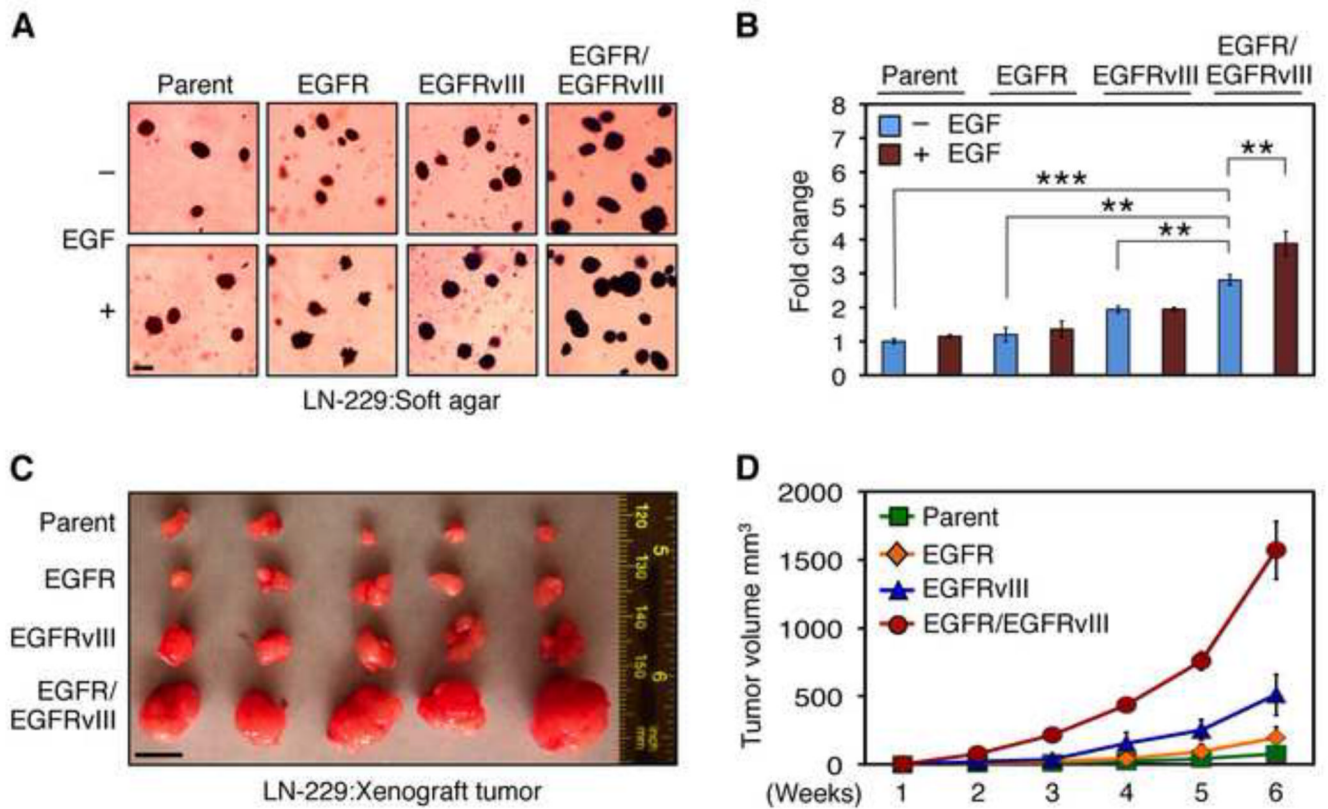 A
Parent EGFR EGFRvIII EGFR/
EGFRvIII
−
EGF
+
LN-229:Soft agar
B
Parent EGFR EGFRvIII EGFR/
EGFRvIII
8
7
6
5
4
3
2
1
0
Fold change
− EGF
+ EGF
**
***
**
**
C
Parent
EGFR
EGFRvIII
EGFR/
EGFRvIII
120
5
130
140
150
6
inch
mm
LN-229:Xenograft tumor
D
2000
1500
1000
500
0
Tumor volume mm³
Parent
EGFR
EGFRvIII
EGFR/EGFRvIII
(Weeks) 1 2 3 4 5 6